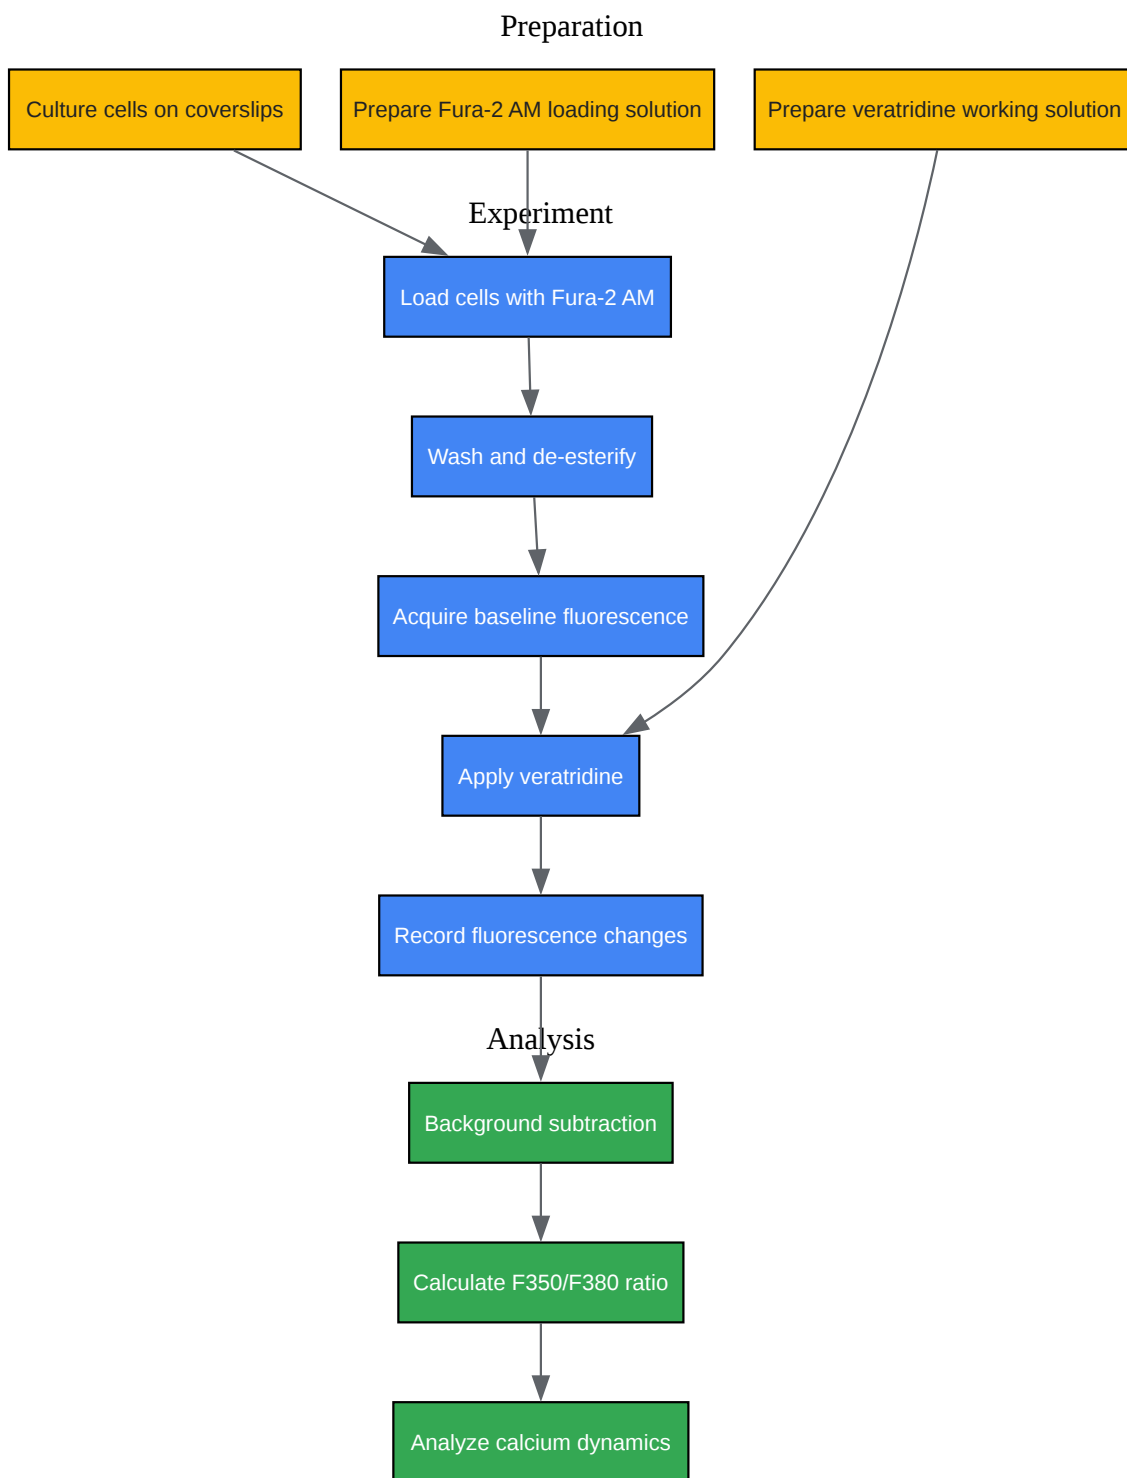 Preparation
Culture cells on coverslips
Prepare Fura-2 AM loading solution
Prepare veratridine working solution
Experiment
Load cells with Fura-2 AM
Wash and de-esterify
Acquire baseline fluorescence
Apply veratridine
Record fluorescence changes
Analysis
Background subtraction
Calculate F350/F380 ratio
Analyze calcium dynamics